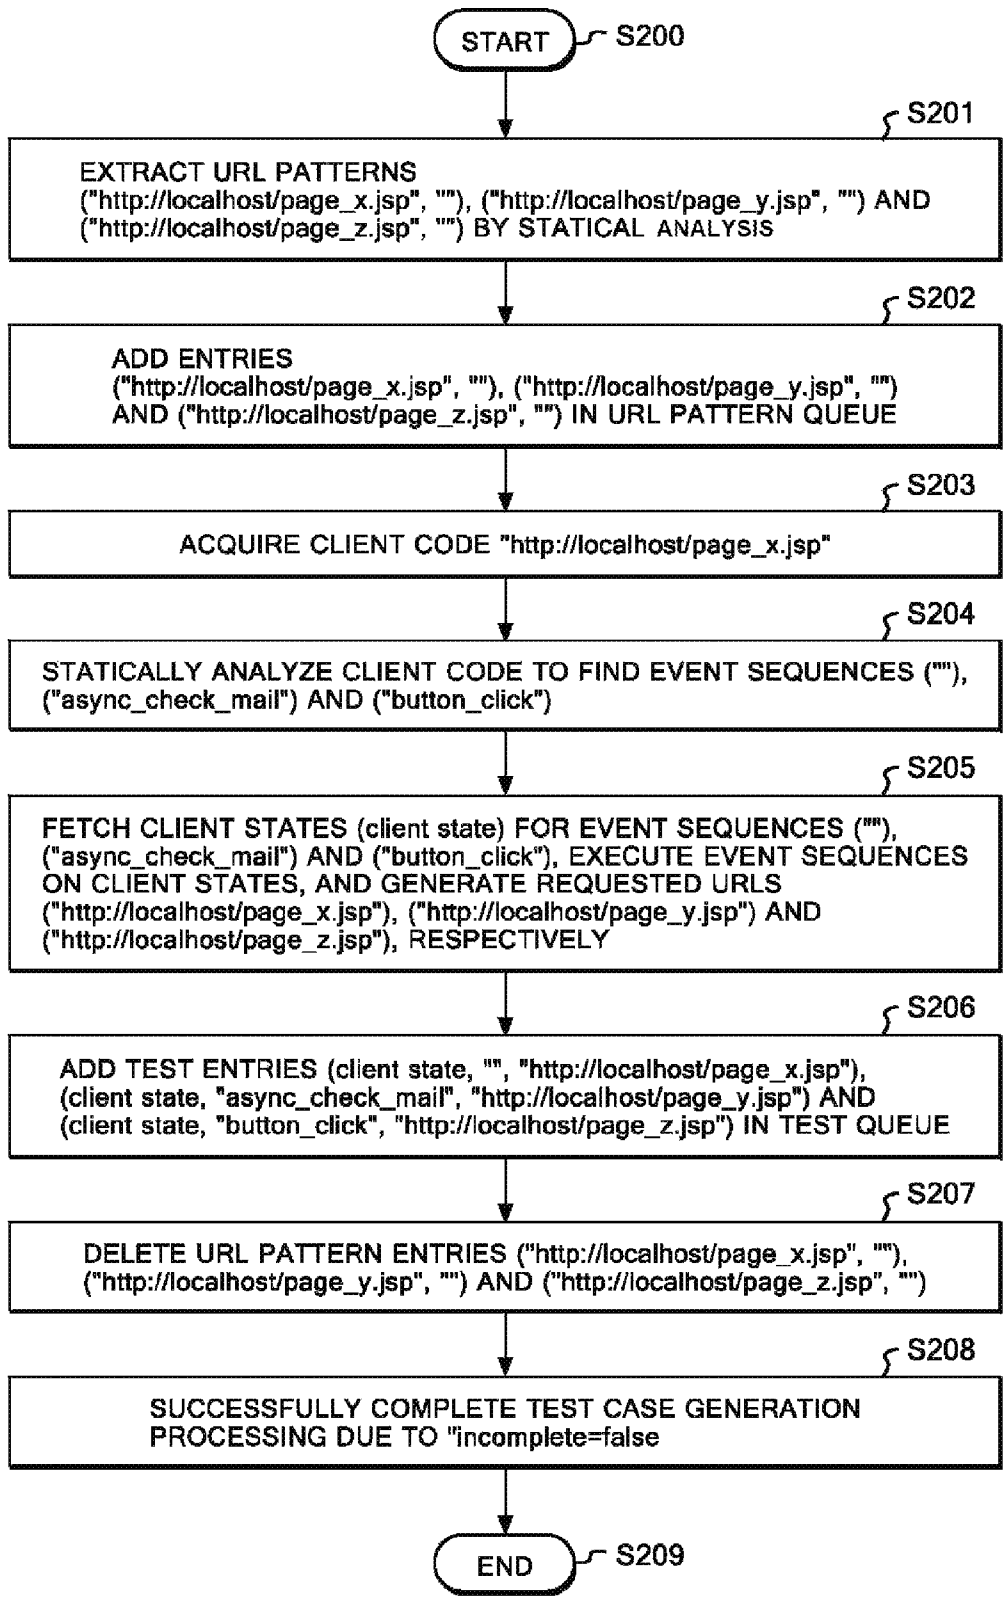 START
S200
S201
EXTRACT URL PATTERNS
("http://localhost/page_x.jsp", ""), ("http://localhost/page_y.jsp", "") AND
("http://localhost/page_z.jsp", "") BY STATICAL ANALYSIS
S202
ADD ENTRIES
("http://localhost/page_x.jsp", ""), ("http://localhost/page_y.jsp", "")
AND ("http://localhost/page_z.jsp", "") IN URL PATTERN QUEUE
S203
ACQUIRE CLIENT CODE "http://localhost/page_x.jsp"
S204
STATICALLY ANALYZE CLIENT CODE TO FIND EVENT SEQUENCES (""),
("async_check_mail") AND ("button_click")
S205
FETCH CLIENT STATES (client state) FOR EVENT SEQUENCES (""),
("async_check_mail") AND ("button_click"), EXECUTE EVENT SEQUENCES
ON CLIENT STATES, AND GENERATE REQUESTED URLS
("http://localhost/page_x.jsp"), ("http://localhost/page_y.jsp") AND
("http://localhost/page_z.jsp"), RESPECTIVELY
S206
ADD TEST ENTRIES (client state, "", "http://localhost/page_x.jsp"),
(client state, "async_check_mail", "http://localhost/page_y.jsp") AND
(client state, "button_click", "http://localhost/page_z.jsp") IN TEST QUEUE
S207
DELETE URL PATTERN ENTRIES ("http://localhost/page_x.jsp", ""),
("http://localhost/page_y.jsp", "") AND ("http://localhost/page_z.jsp", "")
S208
SUCCESSFULLY COMPLETE TEST CASE GENERATION
PROCESSING DUE TO "incomplete=false
END
S209